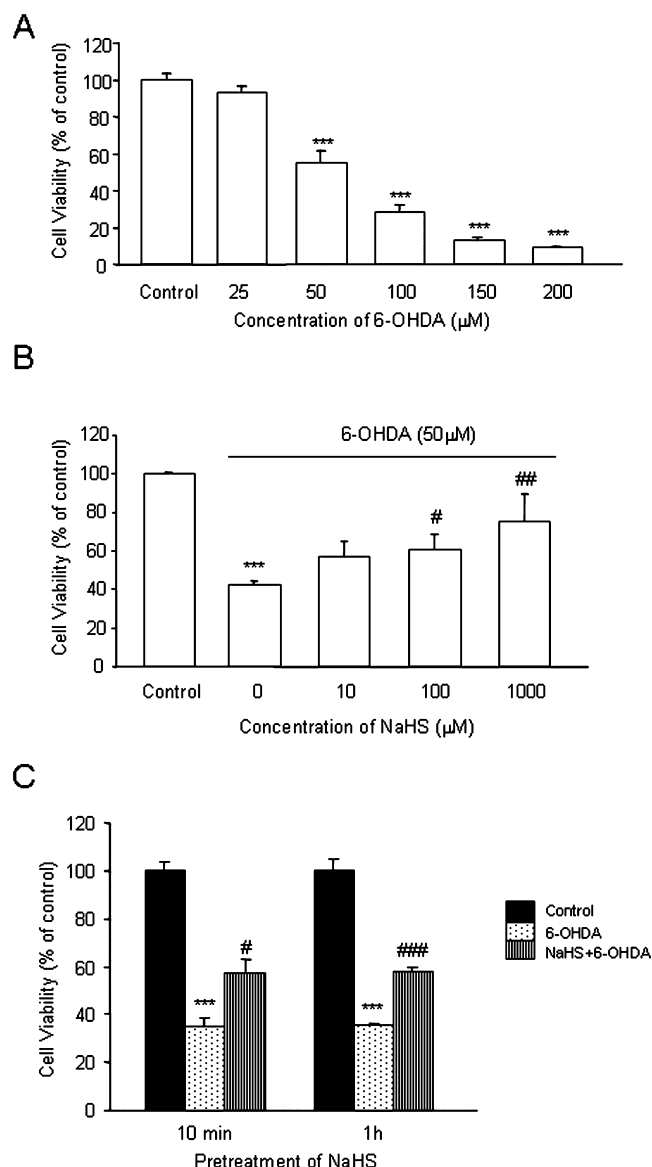 A
Cell Viability (% of control)
120
100
80
60
40
20
0
***
***
***
***
Control 25 50 100 150 200
Concentration of 6-OHDA (μM)
B
Cell Viability (% of control)
120
100
80
60
40
20
0
6-OHDA (50μM)
***
#
##
Control 0 10 100 1000
Concentration of NaHS (μM)
C
Cell Viability (% of control)
120
100
80
60
40
20
0
***
#
***
###
10 min 1h
Pretreatment of NaHS
Control
6-OHDA
NaHS+6-OHDA